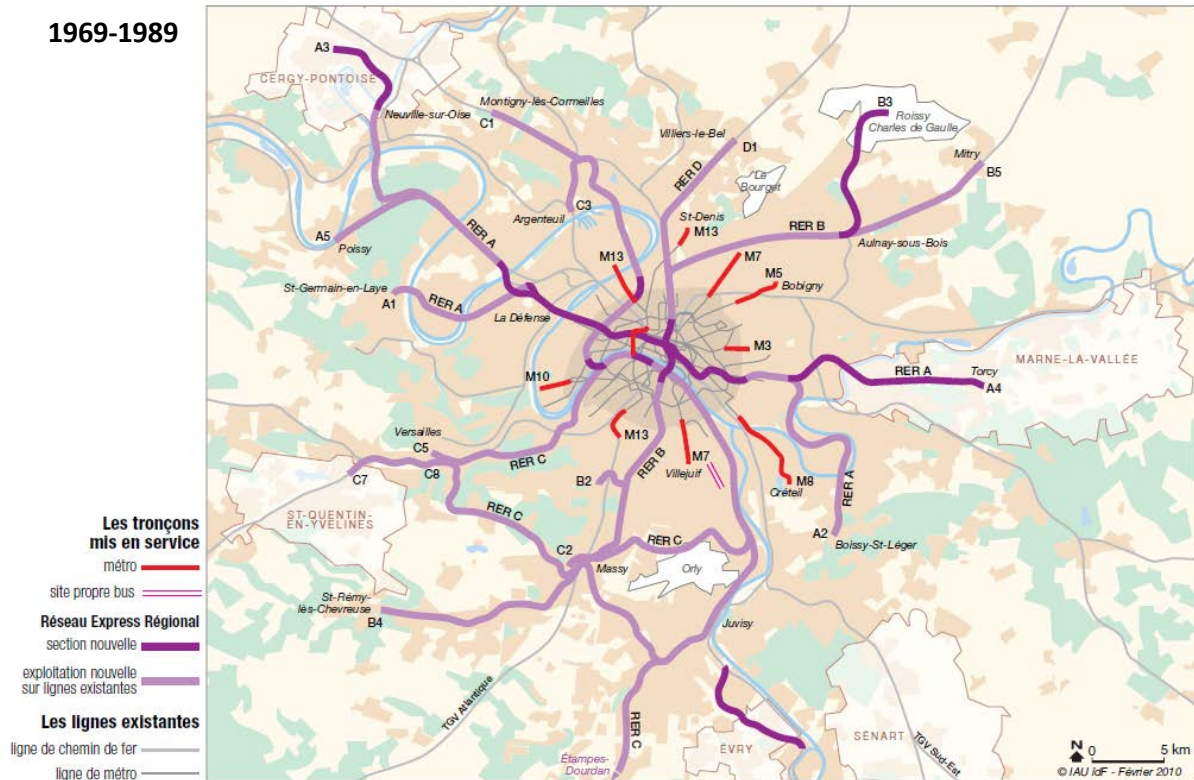 1969-1989
A3
CERGY-PONTOISE
Neuville-sur-Oise
Montigny-lès-Cormeilles
C1
Villiers-le-Bel
D1
RER D
Le
Bourget
B3
Roissy
Charles de Gaulle
Mitry
B5
Argenteuil
C3
St-Denis
M13
RER B
Aulnay-sous-Bois
A5
Poissy
RER A
M13
M7
M5
Bobigny
St-Germain-en-Laye
A1
RER A
La Défense
M3
MARNE-LA-VALLÉE
Torcy
RER A
A4
M10
Versailles
C5
C8
C7
RER C
M13
RER B
M7
Villejuif
M8
Créteil
RER A
B2
ST-QUENTIN-
EN-YVELINES
RER C
C2
Massy
RER C
Orly
A2
Boissy-St-Léger
St-Rémy-
lès-Chevreuse
B4
Juvisy
TGV Atlantique
RER C
Étampes-
Dourdan
ÉVRY
SÉNART
TGV Sud-Est
N
0 5 km
© IAU îdF - Février 2010
Les tronçons
mis en service
métro
site propre bus
Réseau Express Régional
section nouvelle
exploitation nouvelle
sur lignes existantes
Les lignes existantes
ligne de chemin de fer
ligne de métro